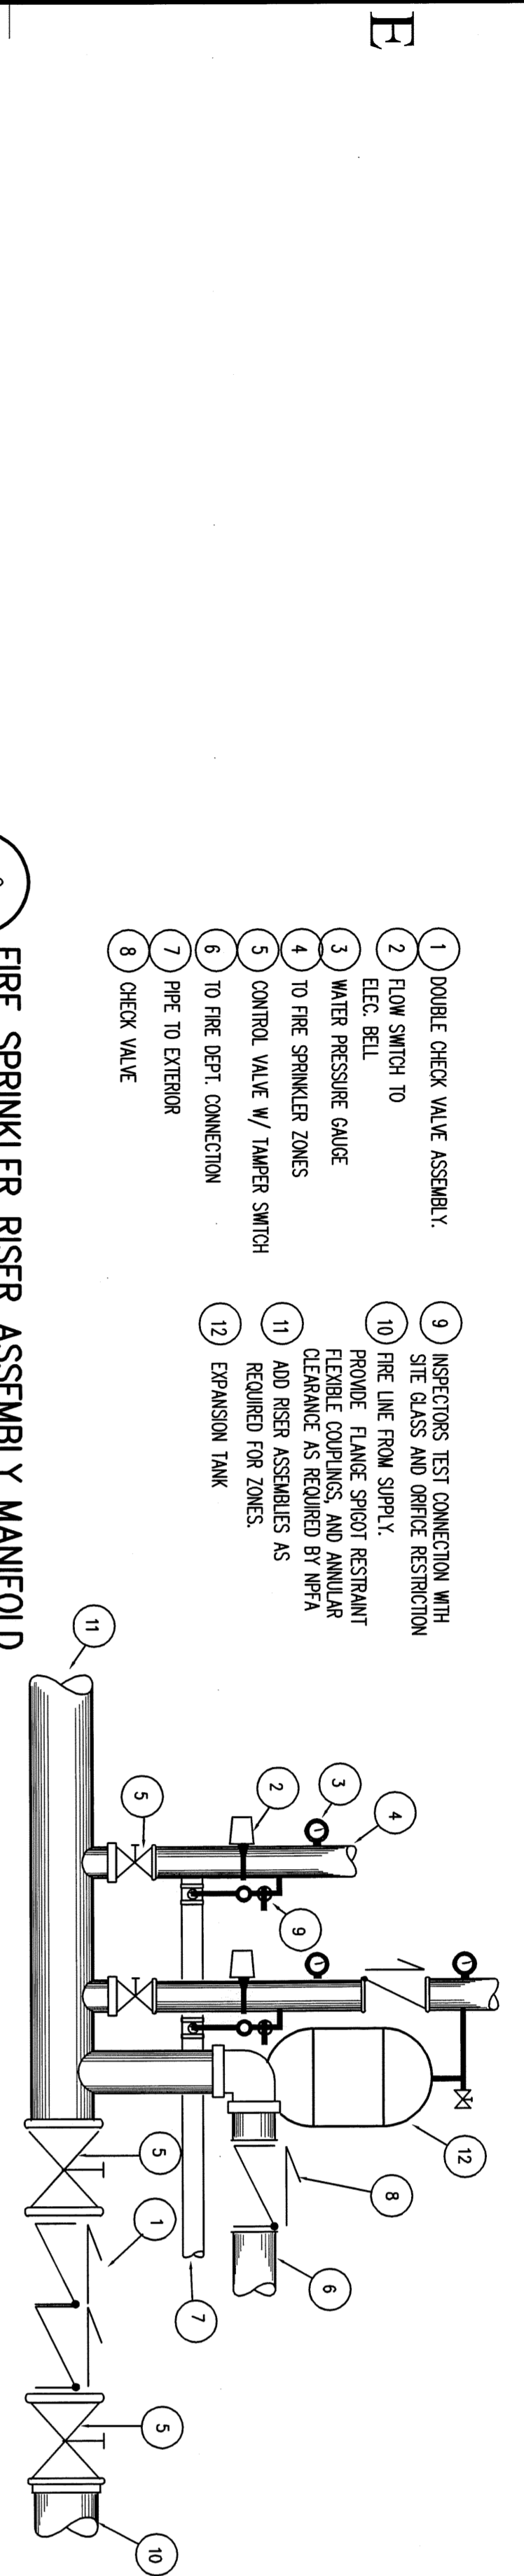 E
1 DOUBLE CHECK VALVE ASSEMBLY.
2 FLOW SWITCH TO
ELEC. BELL
3 WATER PRESSURE GAUGE
4 TO FIRE SPRINKLER ZONES
5 CONTROL VALVE W/ TAMPER SWITCH
6 TO FIRE DEPT. CONNECTION
7 PIPE TO EXTERIOR
8 CHECK VALVE
9 INSPECTORS TEST CONNECTION WITH
SITE GLASS AND ORIFICE RESTRICTION
10 FIRE LINE FROM SUPPLY.
PROVIDE FLANGE SPIGOT RESTRAINT
FLEXIBLE COUPLINGS, AND ANNULAR
CLEARANCE AS REQUIRED BY NPFA
11 ADD RISER ASSEMBLIES AS
REQUIRED FOR ZONES.
12 EXPANSION TANK
4
3
2
5
9
12
8
6
7
11
5
1
5
10
FIRE SPRINKLER RISER ASSEMBLY MANIFOLD